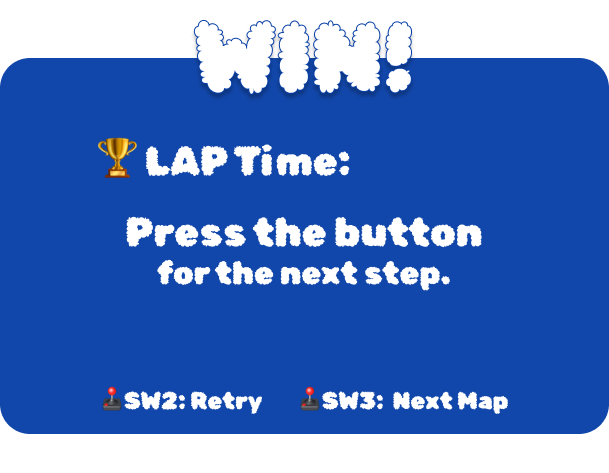 WIN!
LAP Time:
Press the button
for the next step.
SW2: Retry SW3: Next Map